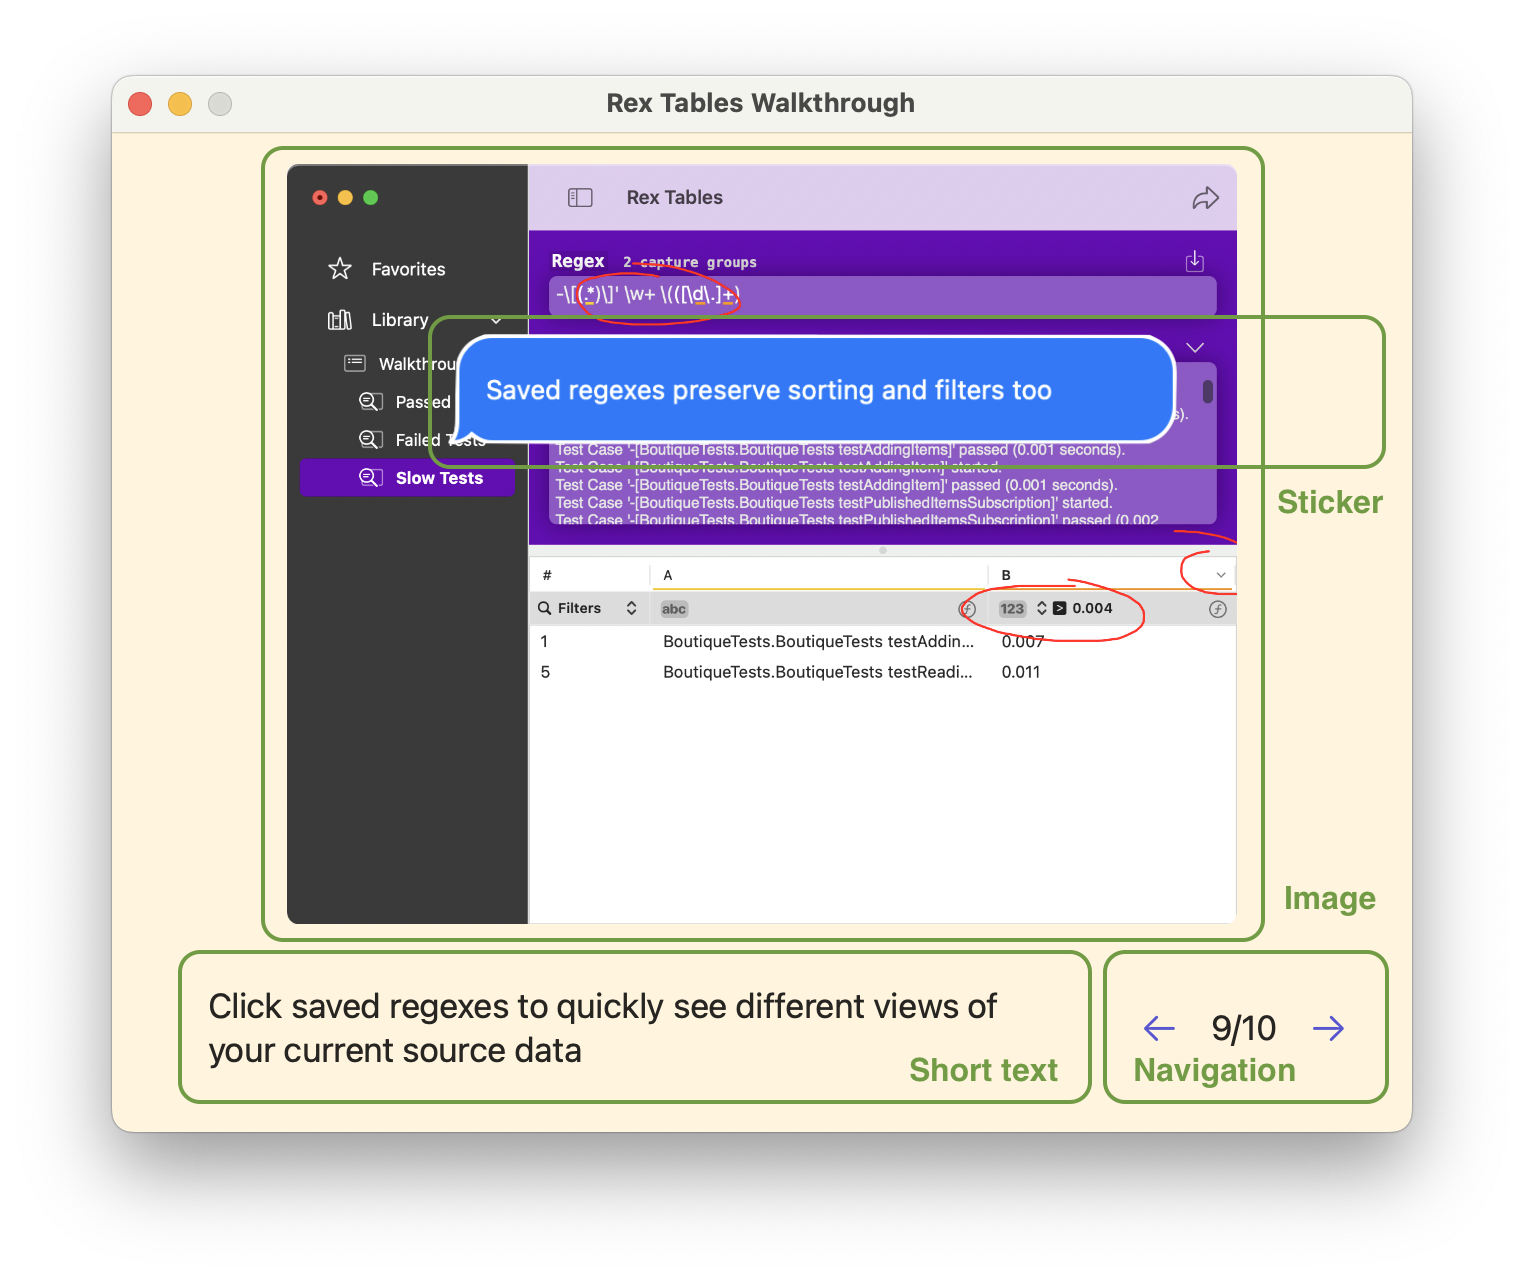 Rex Tables Walkthrough
Rex Tables
Favorites
Library
Walkthrou
Passed
Failed Tests
Slow Tests
Regex 2 capture groups
-\[(.*)\]' \w+ \(([\d\.]+)
Saved regexes preserve sorting and filters too
s).
Test Case '-[BoutiqueTests.BoutiqueTests testAddingItems]' passed (0.001 seconds).
Test Case '-[BoutiqueTests.BoutiqueTests testAddingItem]' started.
Test Case '-[BoutiqueTests.BoutiqueTests testAddingItem]' passed (0.001 seconds).
Test Case '-[BoutiqueTests.BoutiqueTests testPublishedItemsSubscription]' started.
Test Case '-[BoutiqueTests.BoutiqueTests testPublishedItemsSubscription]' passed (0.002
Sticker
# A B
Filters abc 123 > 0.004
1 BoutiqueTests.BoutiqueTests testAddin... 0.007
5 BoutiqueTests.BoutiqueTests testReadi... 0.011
Image
Click saved regexes to quickly see different views of
your current source data
Short text
9/10
Navigation